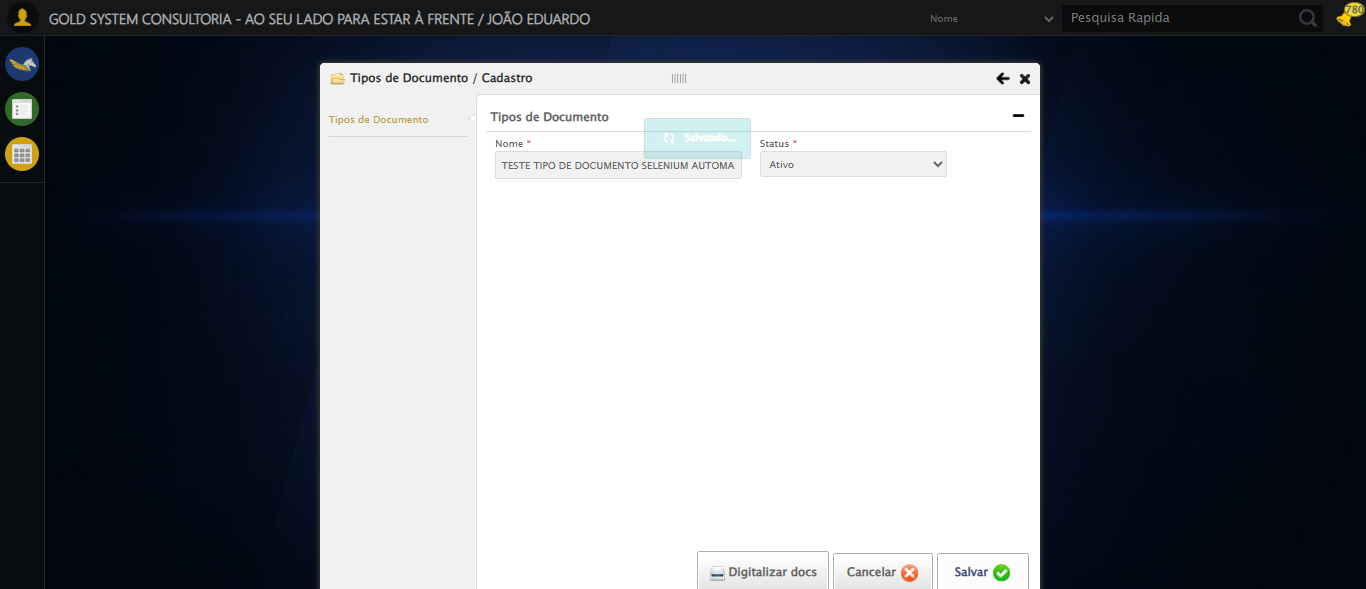 GOLD SYSTEM CONSULTORIA - AO SEU LADO PARA ESTAR À FRENTE / JOÃO EDUARDO
Nome
Pesquisa Rapida
780
Tipos de Documento / Cadastro
Tipos de Documento
Tipos de Documento
Salvando...
Nome *
Status *
TESTE TIPO DE DOCUMENTO SELENIUM AUTOMA
Ativo
Digitalizar docs
Cancelar
Salvar